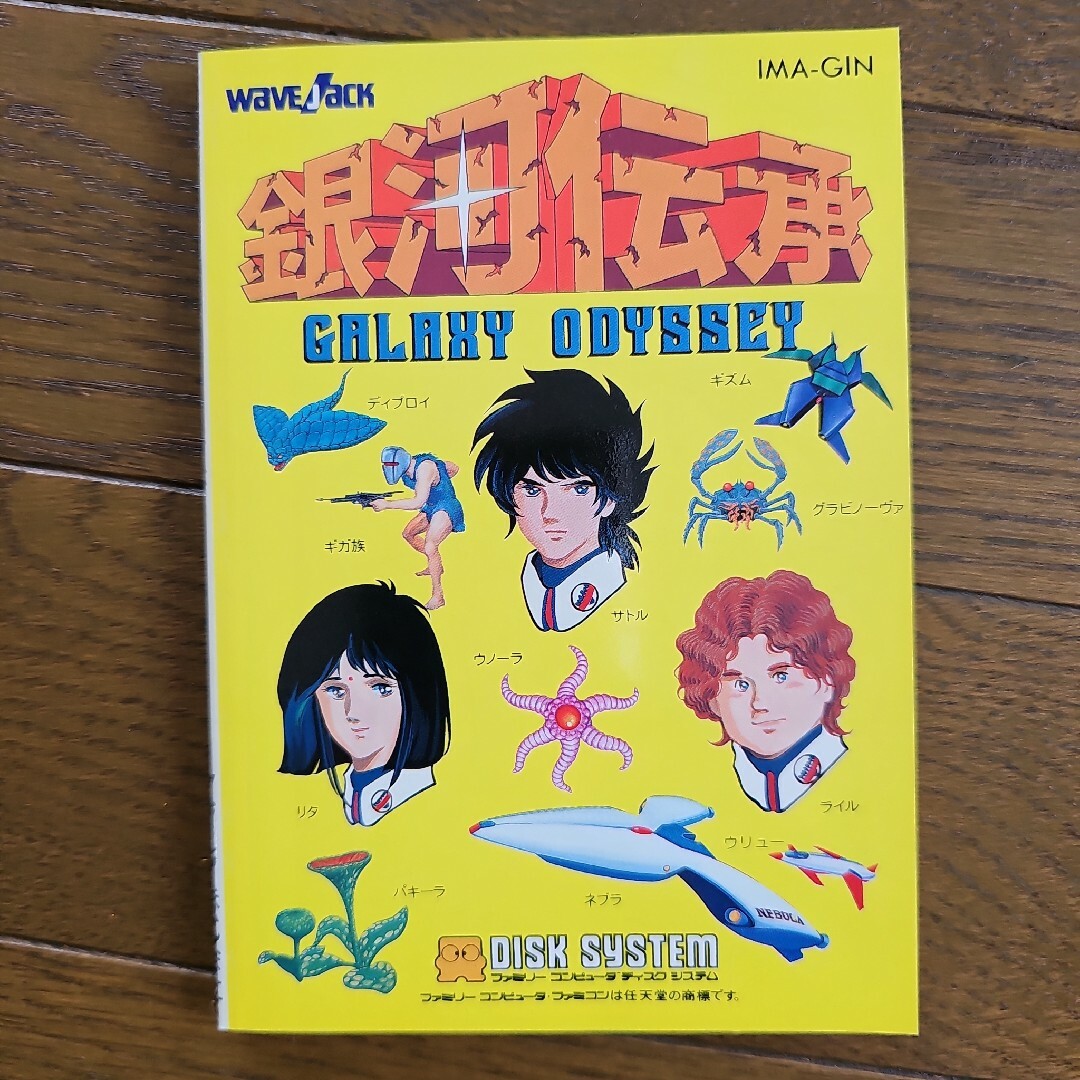 WAVE JACK
IMA-GIN
銀河伝承
GALAXY ODYSSEY
ディブロイ
ギズム
グラビノーヴァ
ギガ族
サトル
ウノーラ
リタ
ライル
ウリュー
パキーラ
ネブラ
NEBULA
DISK SYSTEM
ファミリー コンピュータ ディスク システム
ファミリー コンピュータ・ファミコンは任天堂の商標です。